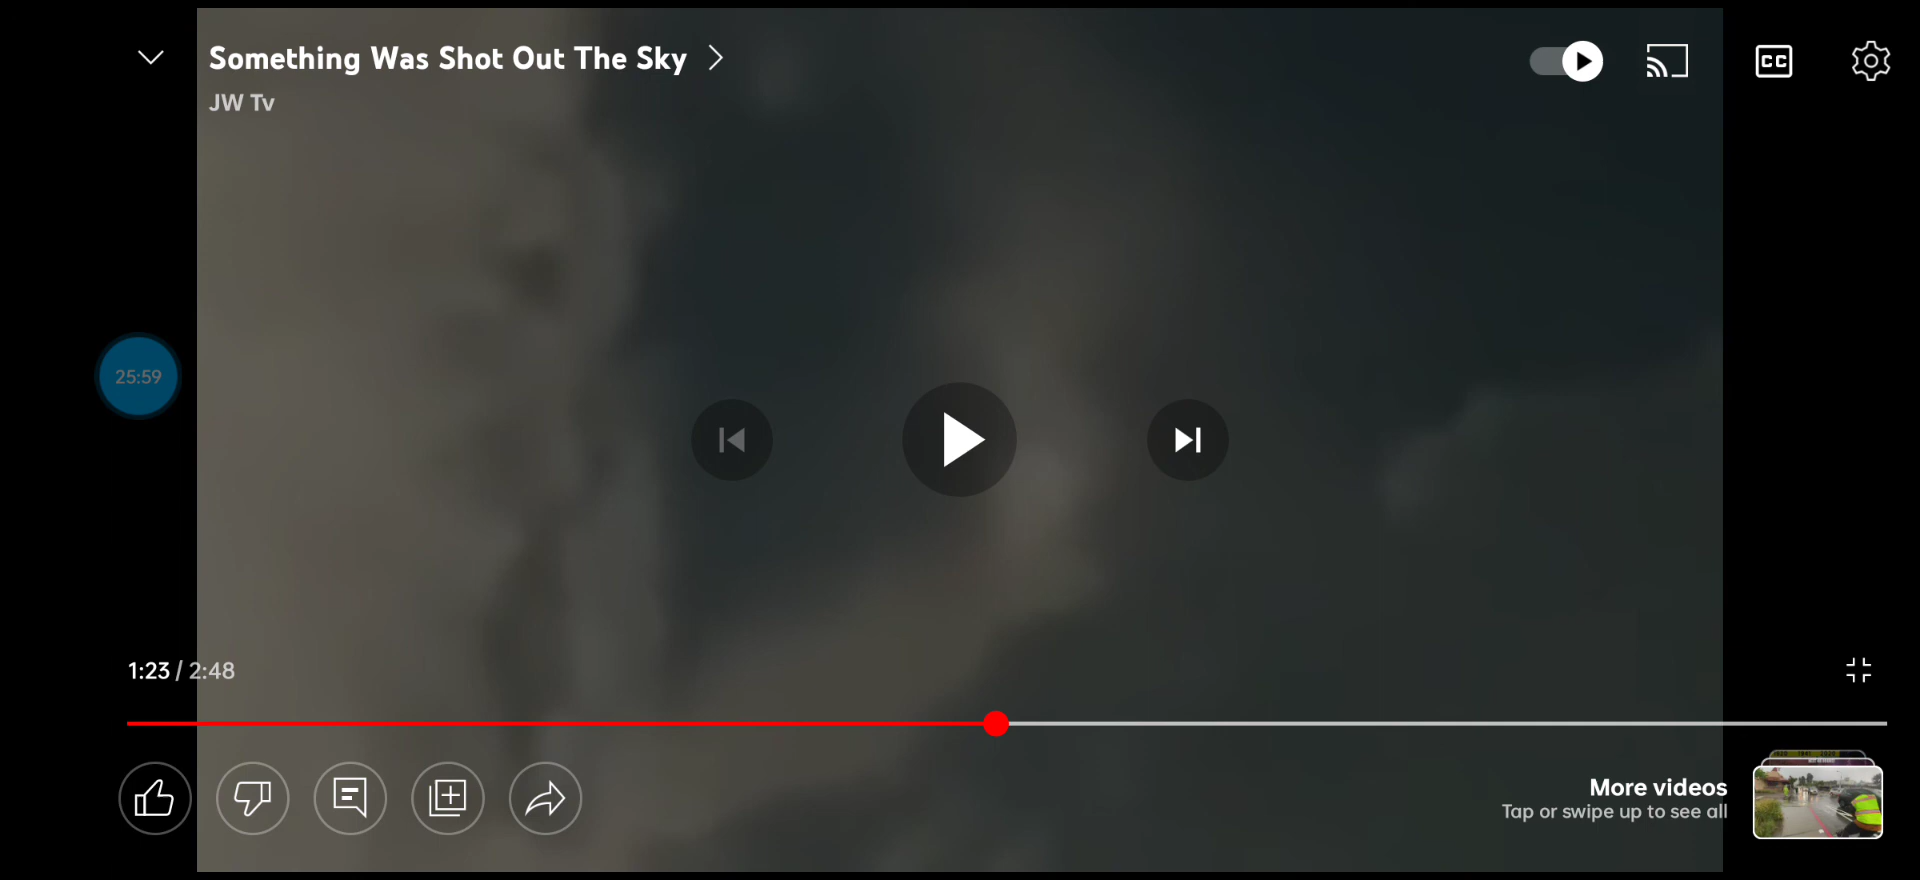 Something Was Shot Out The Sky
JW Tv
CC
25:59
1:23 / 2:48
More videos
Tap or swipe up to see all